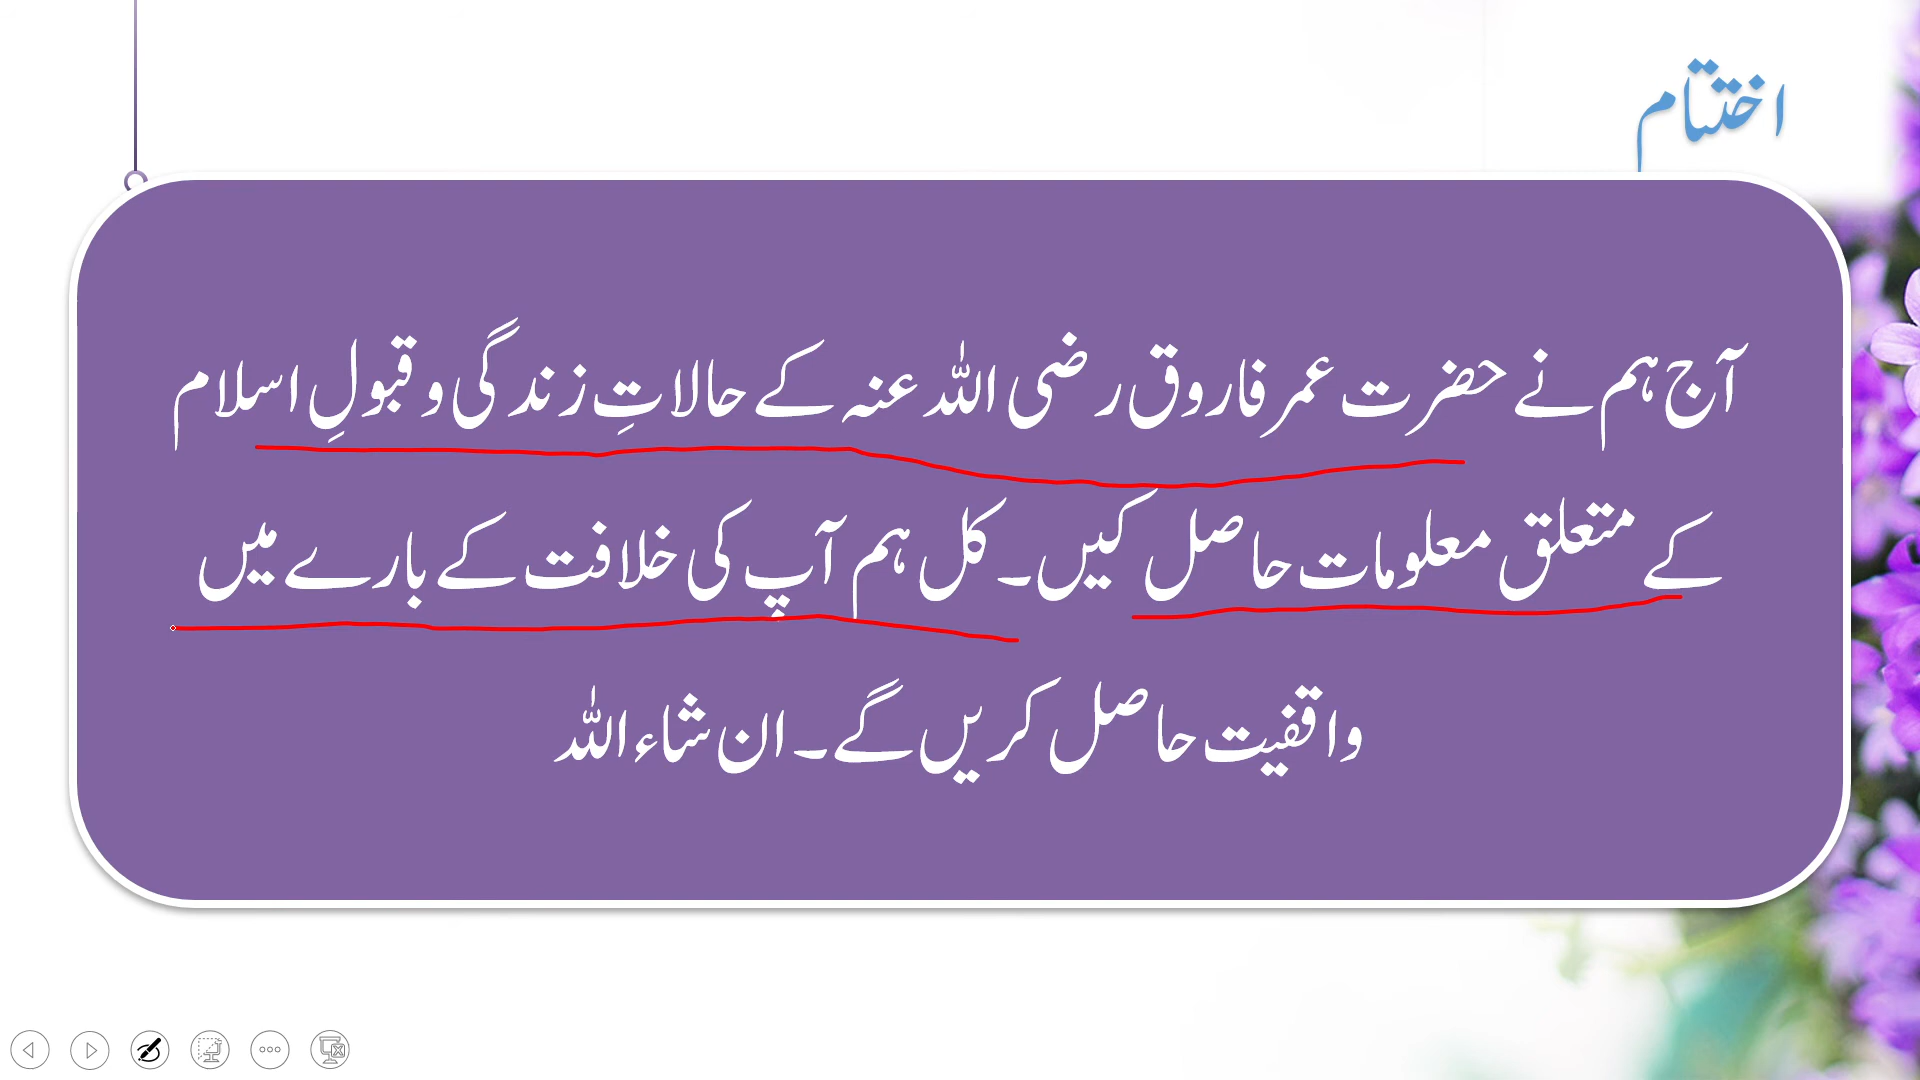 اختتام
آج ہم نے حضرت عمر فاروق رضی اللہ عنہ کے حالاتِ زندگی و قبولِ اسلام
کے متعلق معلومات حاصل کیں۔ کل ہم آپ کی خلافت کے بارے میں
واقفیت حاصل کریں گے۔ ان شاء اللہ